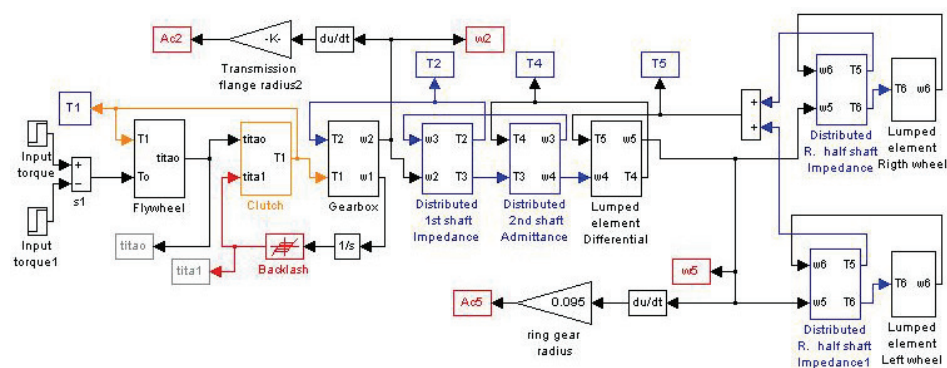 Ac2
-K-
du/dt
w2
Transmission
flange radius2
T2
T4
T5
w6
T5
w5
T6
T6
w6
Distributed
R. half shaft
Impedance
Lumped
element
Rigth wheel
T1
Input
torque
+
-
s1
Input
torque1
T1
titao
To
Flywheel
titao
T1
tita1
Clutch
T2
w2
T1
w1
Gearbox
w3
T2
w2
T3
Distributed
1st shaft
Impedance
T4
w3
T3
w4
Distributed
2nd shaft
Admittance
T5
w5
w4
T4
Lumped
element
Differential
+
+
titao
tita1
Backlash
1/s
w5
Ac5
0.095
du/dt
ring gear
radius
w6
T5
w5
T6
T6
w6
Distributed
R. half shaft
Impedance1
Lumped
element
Left wheel